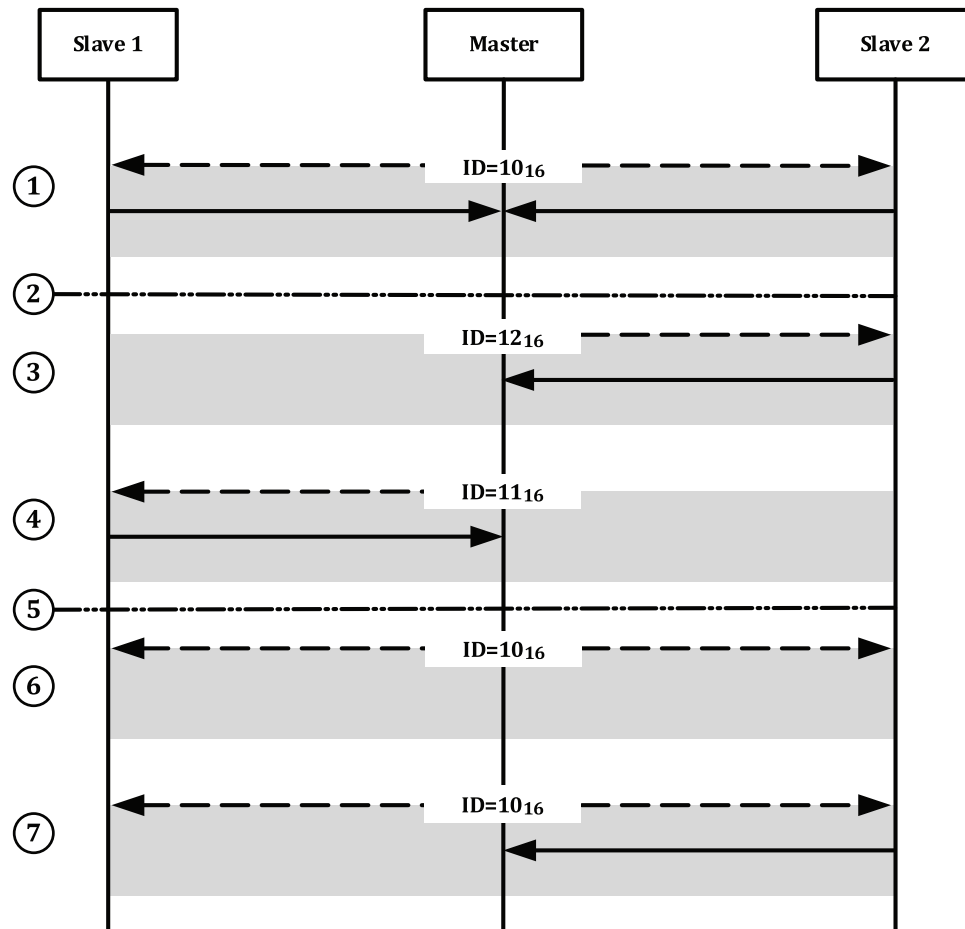 Slave 1
Master
Slave 2
ID=10₁₆
1
2
ID=12₁₆
3
ID=11₁₆
4
5
ID=10₁₆
6
ID=10₁₆
7